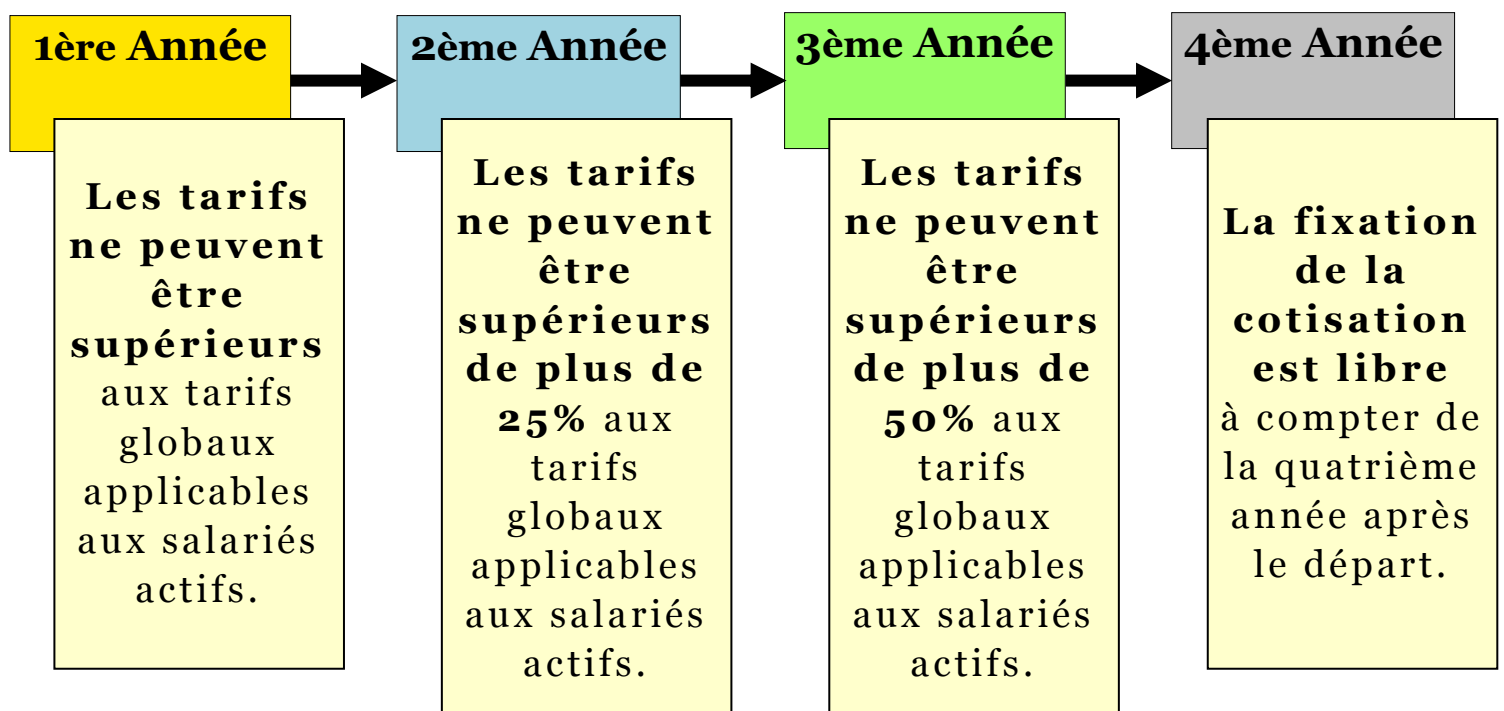 1ère Année
Les tarifs
ne peuvent
être
supérieurs
aux tarifs
globaux
applicables
aux salariés
actifs.
2ème Année
Les tarifs
ne peuvent
être
supérieurs
de plus de
25% aux
tarifs
globaux
applicables
aux salariés
actifs.
3ème Année
Les tarifs
ne peuvent
être
supérieurs
de plus de
50% aux
tarifs
globaux
applicables
aux salariés
actifs.
4ème Année
La fixation
de la
cotisation
est libre
à compter de
la quatrième
année après
le départ.